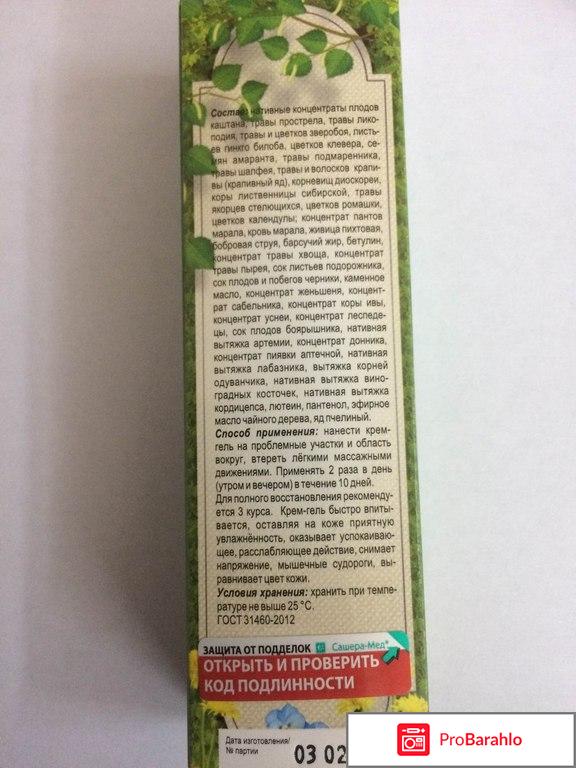 Состав: нативные концентраты плодов
каштана, травы прострела, травы лико-
подия, травы и цветков зверобоя, листь-
ев гинкго билоба, цветков клевера, се-
мян амаранта, травы подмаренника,
травы шалфея, травы и волосков крапи-
вы (крапивный яд), корневищ диоскореи,
коры лиственницы сибирской, травы
якорцев стелющихся, цветков ромашки,
цветков календулы; концентрат пантов
марала, кровь марала, живица пихтовая,
бобровая струя, барсучий жир, бетулин,
концентрат травы хвоща, концентрат
травы пырея, сок листьев подорожника,
сок плодов и побегов черники, каменное
масло, концентрат женьшеня, концент-
рат сабельника, концентрат коры ивы,
концентрат уснеи, концентрат леспеде-
цы, сок плодов боярышника, нативная
вытяжка артемии, концентрат донника,
концентрат пиявки аптечной, нативная
вытяжка лабазника, вытяжка корней
одуванчика, нативная вытяжка вино-
градных косточек, нативная вытяжка
кордицепса, лютеин, пантенол, эфирное
масло чайного дерева, яд пчелиный.
Способ применения: нанести крем-
гель на проблемные участки и область
вокруг, втереть лёгкими массажными
движениями. Применять 2 раза в день
(утром и вечером) в течение 10 дней.
Для полного восстановления рекоменду-
ется 3 курса. Крем-гель быстро впиты-
вается, оставляя на коже приятную
увлажнённость, оказывает успокаиваю-
щее, расслабляющее действие, снимает
напряжение, мышечные судороги, вы-
равнивает цвет кожи.
Условия хранения: хранить при темпе-
ратуре не выше 25 °С.
ГОСТ 31460-2012
ЗАЩИТА ОТ ПОДДЕЛОК Сашера-Мед®
ОТКРЫТЬ И ПРОВЕРИТЬ
КОД ПОДЛИННОСТИ
Дата изготовления/
№ партии
03 02
ProBarahlo